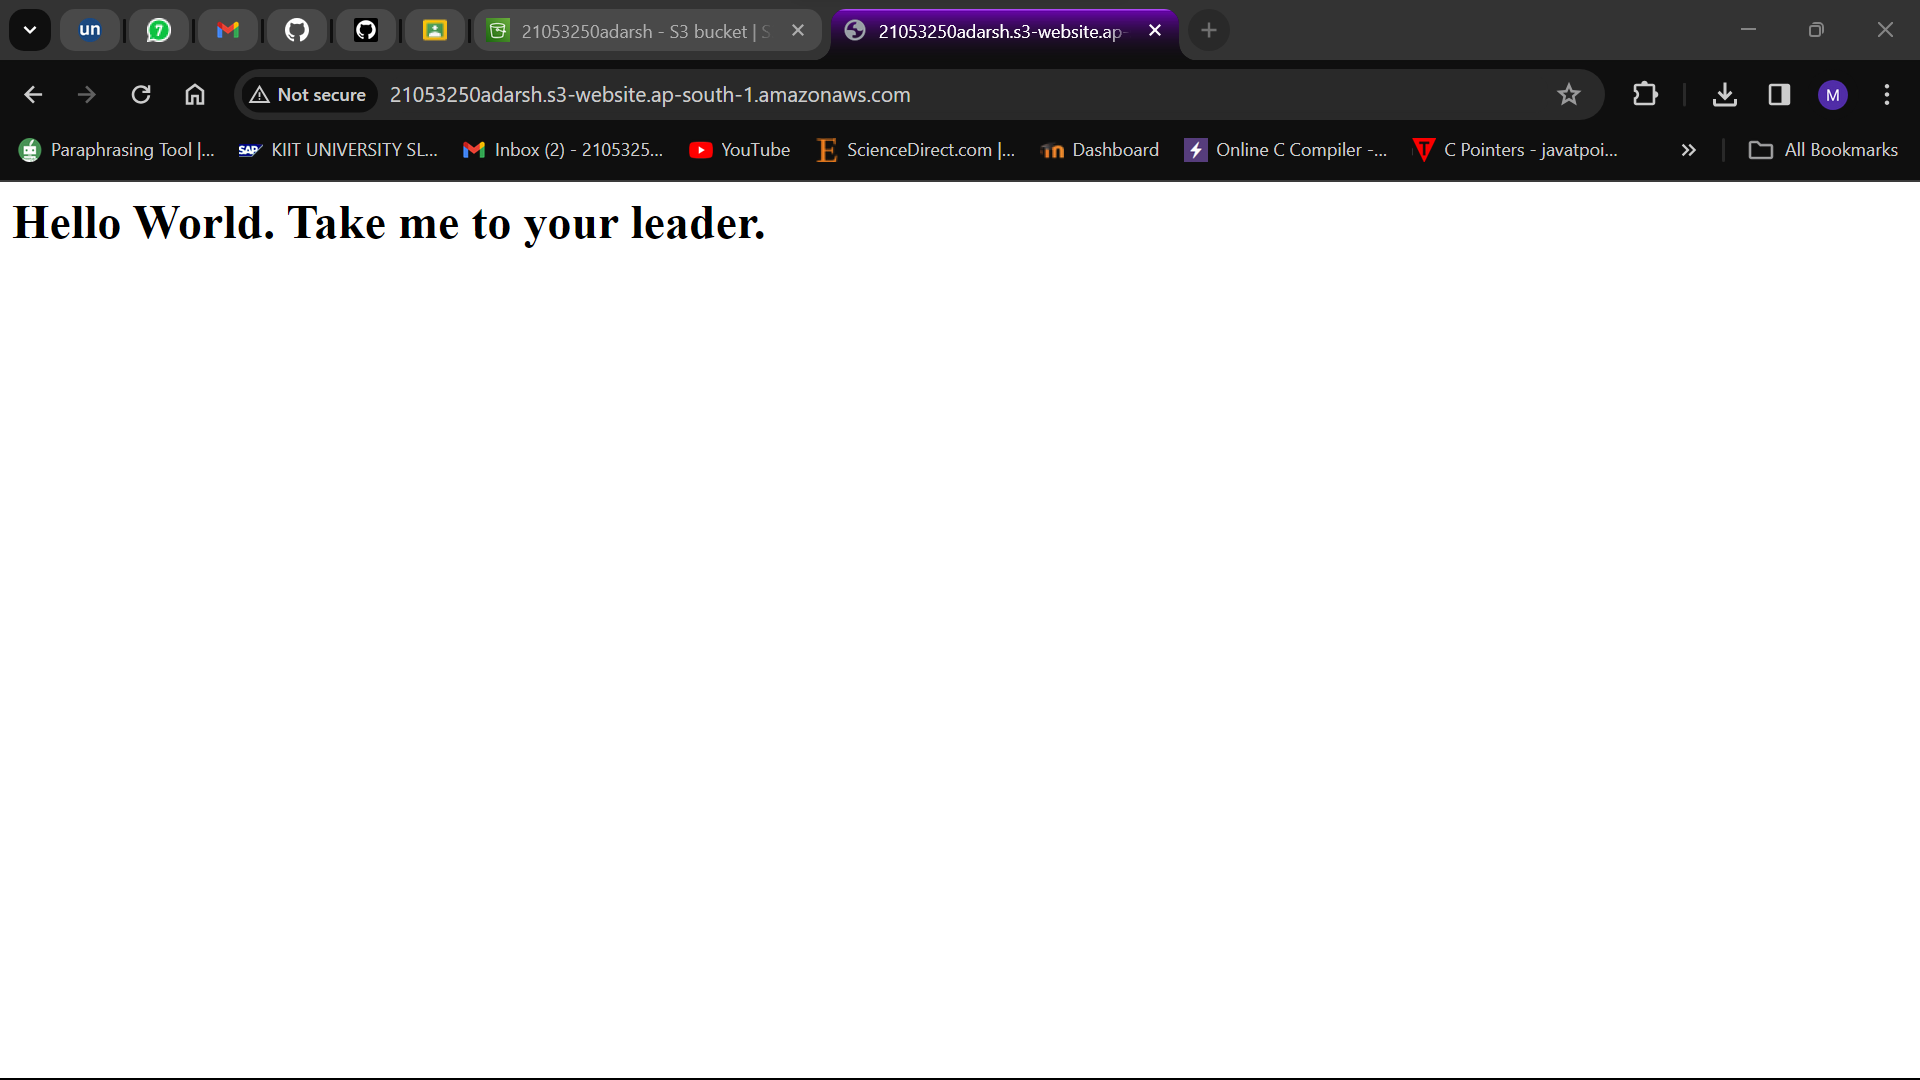 un
7
21053250adarsh - S3 bucket | S
21053250adarsh.s3-website.ap-
Not secure
21053250adarsh.s3-website.ap-south-1.amazonaws.com
M
Paraphrasing Tool |...
SAP
KIIT UNIVERSITY SL...
Inbox (2) - 2105325...
YouTube
E
ScienceDirect.com |...
Dashboard
Online C Compiler -...
T
C Pointers - javatpoi...
All Bookmarks
Hello World. Take me to your leader.